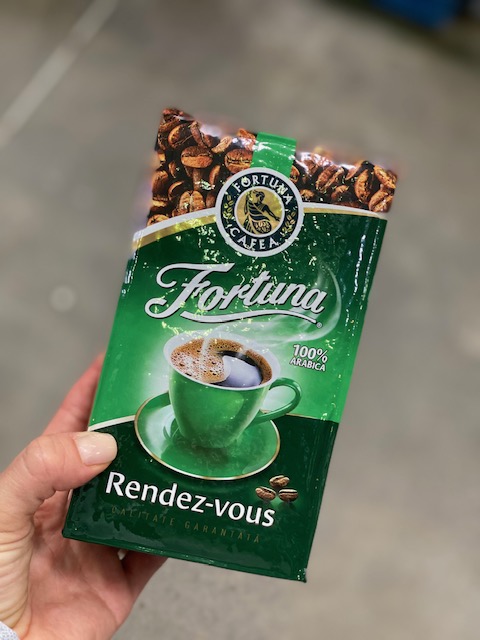 FORTUNA
CAFEA
Fortuna®
100%
ARABICA
Rendez-vous
CALITATE GARANTATĂ